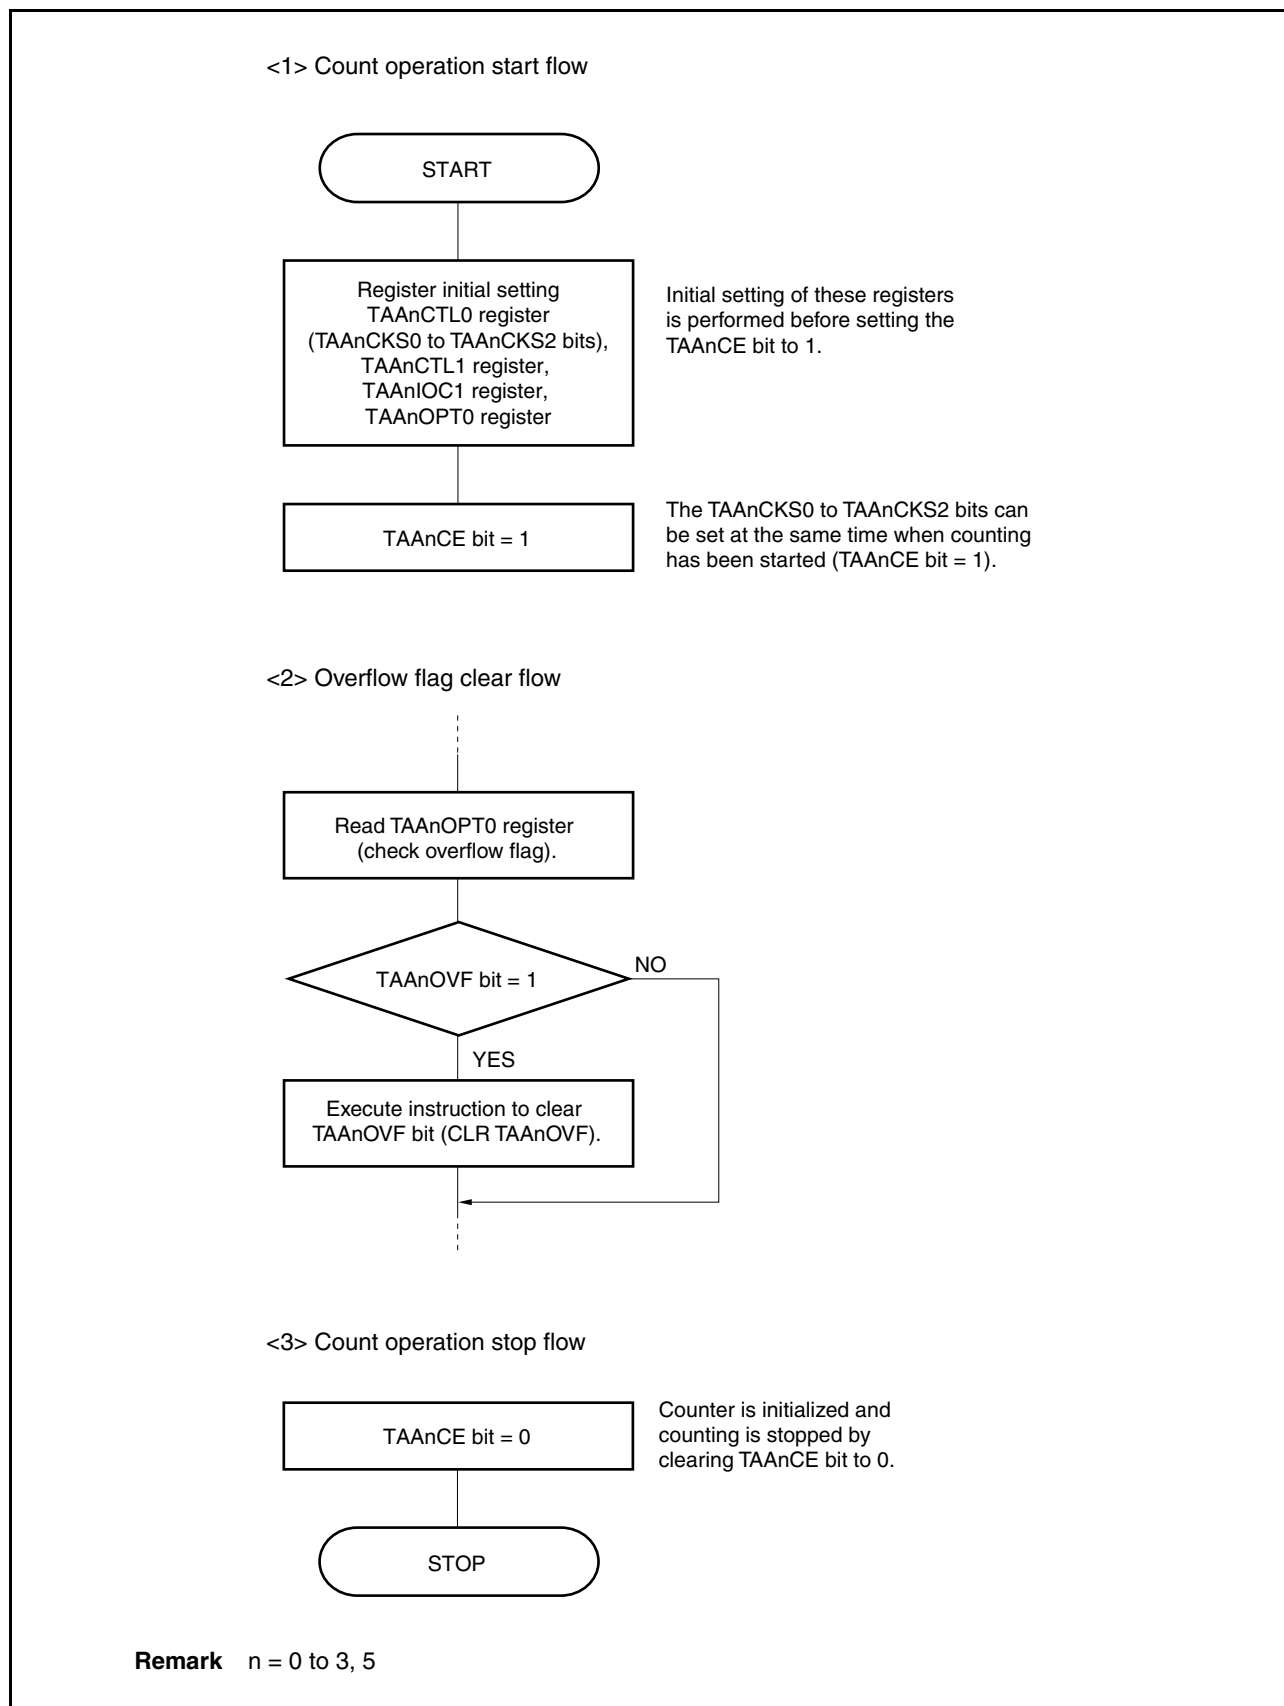 <1> Count operation start flow
START
Register initial setting
TAAnCTL0 register
(TAAnCKS0 to TAAnCKS2 bits),
TAAnCTL1 register,
TAAnIOC1 register,
TAAnOPT0 register
Initial setting of these registers
is performed before setting the
TAAnCE bit to 1.
TAAnCE bit = 1
The TAAnCKS0 to TAAnCKS2 bits can
be set at the same time when counting
has been started (TAAnCE bit = 1).
<2> Overflow flag clear flow
Read TAAnOPT0 register
(check overflow flag).
TAAnOVF bit = 1
NO
YES
Execute instruction to clear
TAAnOVF bit (CLR TAAnOVF).
<3> Count operation stop flow
TAAnCE bit = 0
Counter is initialized and
counting is stopped by
clearing TAAnCE bit to 0.
STOP
Remark n = 0 to 3, 5